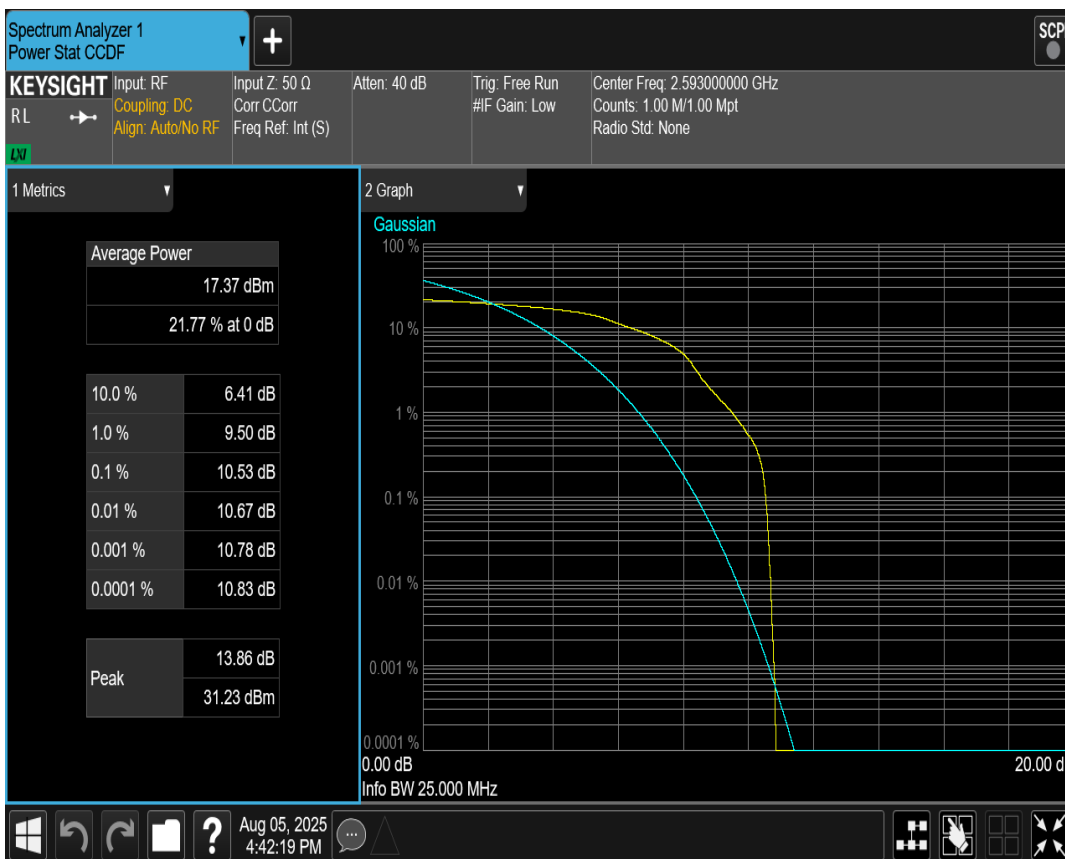 Spectrum Analyzer 1
Power Stat CCDF
SCP
KEYSIGHT
RL
LXI
Input: RF
Coupling: DC
Align: Auto/No RF
Input Z: 50 Ω
Corr CCorr
Freq Ref: Int (S)
Atten: 40 dB
Trig: Free Run
#IF Gain: Low
Center Freq: 2.593000000 GHz
Counts: 1.00 M/1.00 Mpt
Radio Std: None
1 Metrics
Average Power
17.37 dBm
21.77 % at 0 dB
10.0 % 6.41 dB
1.0 % 9.50 dB
0.1 % 10.53 dB
0.01 % 10.67 dB
0.001 % 10.78 dB
0.0001 % 10.83 dB
Peak 13.86 dB
31.23 dBm
2 Graph
Gaussian
100 %
10 %
1 %
0.1 %
0.01 %
0.001 %
0.0001 %
0.00 dB 20.00 d
Info BW 25.000 MHz
?
Aug 05, 2025
4:42:19 PM